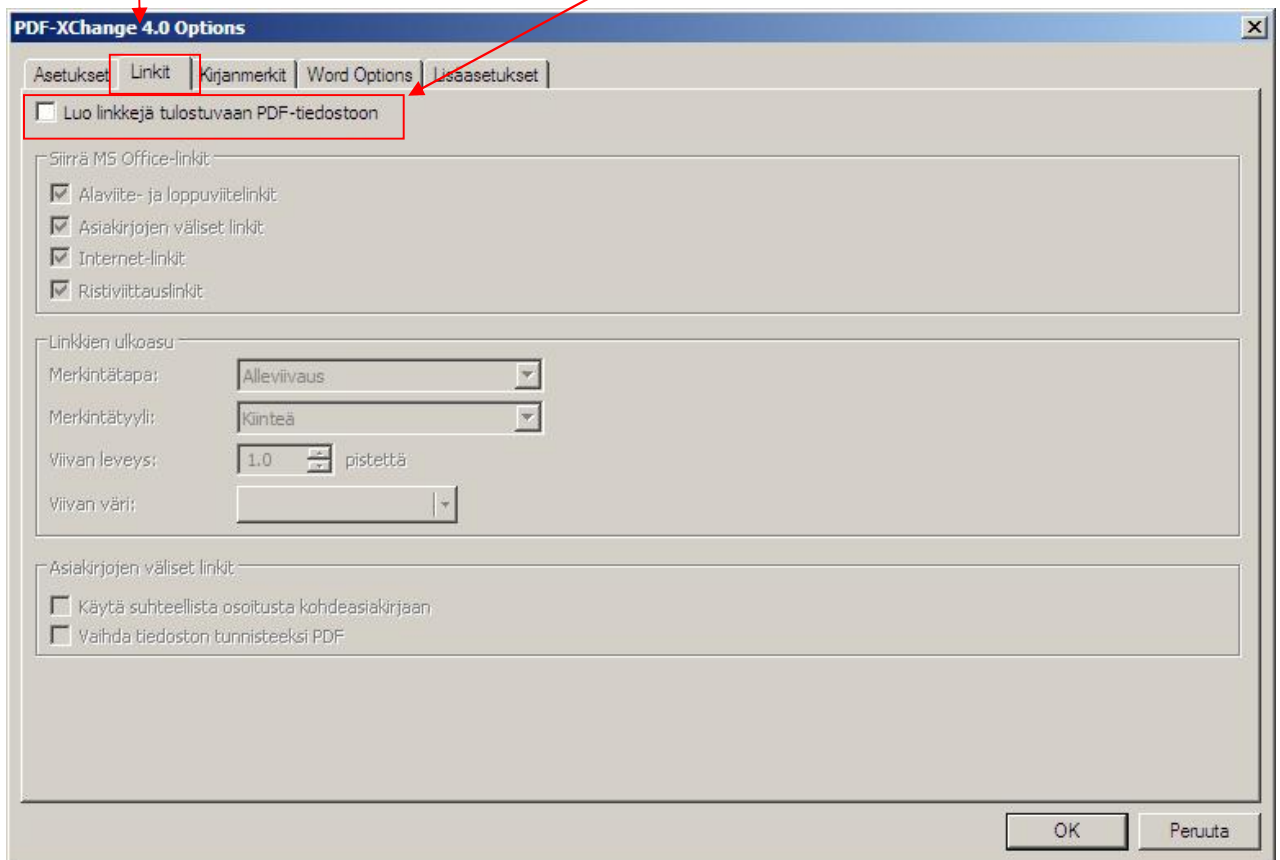 PDF-XChange 4.0 Options
Asetukset Linkit Kirjanmerkit Word Options Lisäasetukset
Luo linkkejä tulostuvaan PDF-tiedostoon
Siirrä MS Office-linkit
Alaviite- ja loppuviitelinkit
Asiakirjojen väliset linkit
Internet-linkit
Ristiviittauslinkit
Linkkien ulkoasu
Merkintätapa: Alleviivaus
Merkintätyyli: Kiinteä
Viivan leveys: 1.0 pistettä
Viivan väri:
Asiakirjojen väliset linkit
Käytä suhteellista osoitusta kohdeasiakirjaan
Vaihda tiedoston tunnisteeksi PDF
OK Peruuta